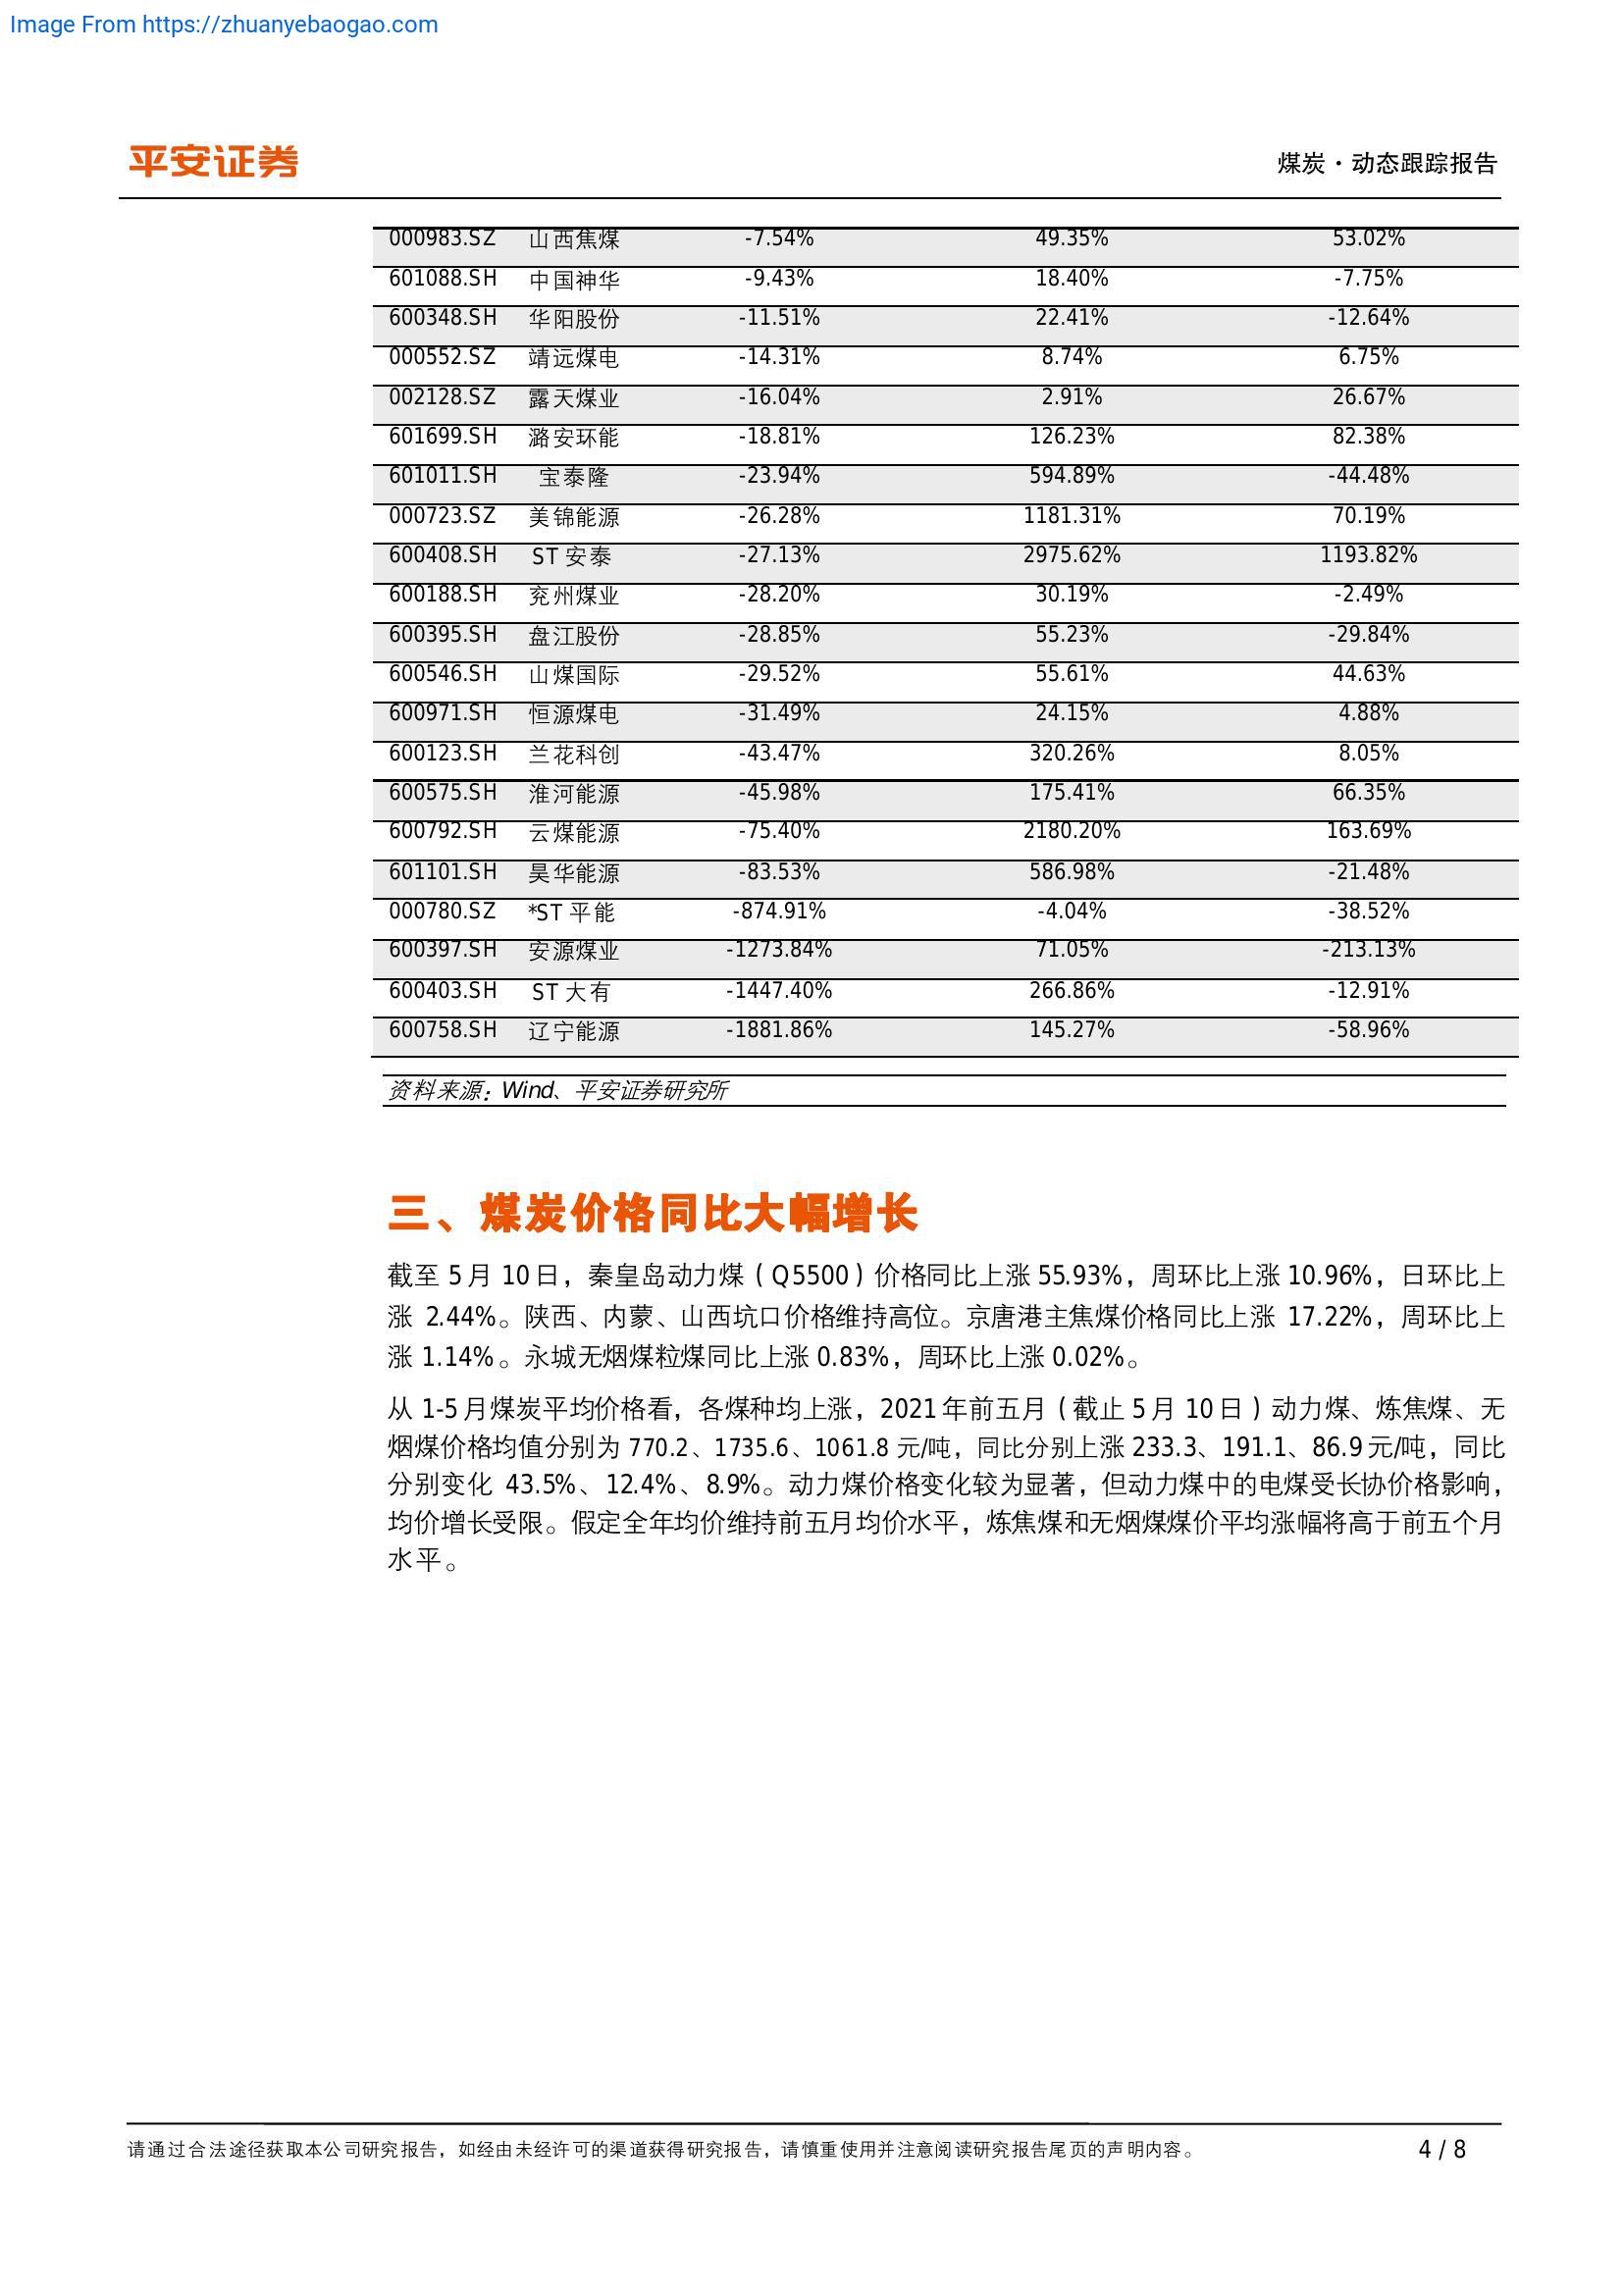 Image From https://zhuanyebaogao.com
平安证券
煤炭·动态跟踪报告
000983.SZ 山西焦煤 -7.54% 49.35% 53.02%
601088.SH 中国神华 -9.43% 18.40% -7.75%
600348.SH 华阳股份 -11.51% 22.41% -12.64%
000552.SZ 靖远煤电 -14.31% 8.74% 6.75%
002128.SZ 露天煤业 -16.04% 2.91% 26.67%
601699.SH 潞安环能 -18.81% 126.23% 82.38%
601011.SH 宝泰隆 -23.94% 594.89% -44.48%
000723.SZ 美锦能源 -26.28% 1181.31% 70.19%
600408.SH ST安泰 -27.13% 2975.62% 1193.82%
600188.SH 兖州煤业 -28.20% 30.19% -2.49%
600395.SH 盘江股份 -28.85% 55.23% -29.84%
600546.SH 山煤国际 -29.52% 55.61% 44.63%
600971.SH 恒源煤电 -31.49% 24.15% 4.88%
600123.SH 兰花科创 -43.47% 320.26% 8.05%
600575.SH 淮河能源 -45.98% 175.41% 66.35%
600792.SH 云煤能源 -75.40% 2180.20% 163.69%
601101.SH 昊华能源 -83.53% 586.98% -21.48%
000780.SZ *ST平能 -874.91% -4.04% -38.52%
600397.SH 安源煤业 -1273.84% 71.05% -213.13%
600403.SH ST大有 -1447.40% 266.86% -12.91%
600758.SH 辽宁能源 -1881.86% 145.27% -58.96%
资料来源：Wind、平安证券研究所
三、煤炭价格同比大幅增长
截至 5 月 10 日，秦皇岛动力煤（Q5500）价格同比上涨 55.93%，周环比上涨 10.96%，日环比上
涨 2.44%。陕西、内蒙、山西坑口价格维持高位。京唐港主焦煤价格同比上涨 17.22%，周环比上
涨 1.14%。永城无烟煤粒煤同比上涨 0.83%，周环比上涨 0.02%。
从 1-5 月煤炭平均价格看，各煤种均上涨，2021 年前五月（截止 5 月 10 日）动力煤、炼焦煤、无
烟煤价格均值分别为 770.2、1735.6、1061.8 元/吨，同比分别上涨 233.3、191.1、86.9 元/吨，同比
分别变化 43.5%、12.4%、8.9%。动力煤价格变化较为显著，但动力煤中的电煤受长协价格影响，
均价增长受限。假定全年均价维持前五月均价水平，炼焦煤和无烟煤煤价平均涨幅将高于前五个月
水平。
请通过合法途径获取本公司研究报告，如经由未经许可的渠道获得研究报告，请慎重使用并注意阅读研究报告尾页的声明内容。
4 / 8